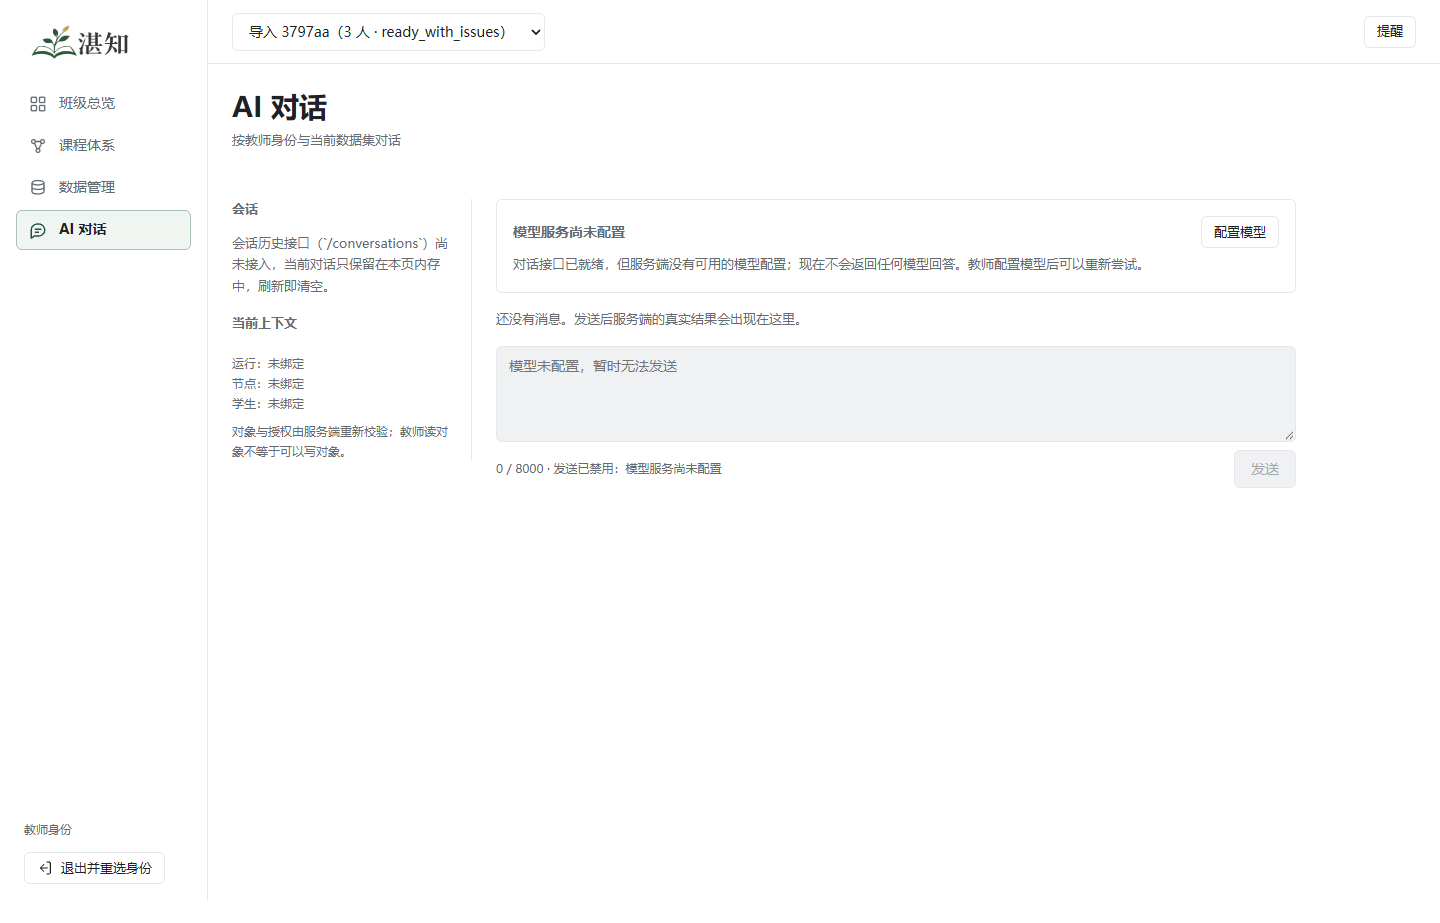 湛知
导入 3797aa（3 人 · ready_with_issues）
提醒
班级总览
课程体系
数据管理
AI 对话
AI 对话
按教师身份与当前数据集对话
会话
会话历史接口（`/conversations`）尚
未接入，当前对话只保留在本页内存
中，刷新即清空。
当前上下文
运行：未绑定
节点：未绑定
学生：未绑定
对象与授权由服务端重新校验；教师读对
象不等于可以写对象。
模型服务尚未配置
配置模型
对话接口已就绪，但服务端没有可用的模型配置；现在不会返回任何模型回答。教师配置模型后可以重新尝试。
还没有消息。发送后服务端的真实结果会出现在这里。
模型未配置，暂时无法发送
0 / 8000 · 发送已禁用：模型服务尚未配置
发送
教师身份
退出并重选身份